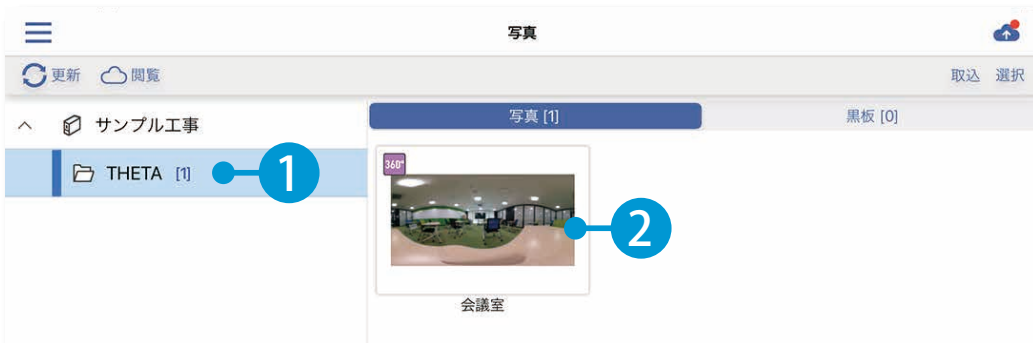 写真
更新 閲覧 取込 選択
サンプル工事
THETA [1]
1
写真 [1] 黒板 [0]
360°
2
会議室